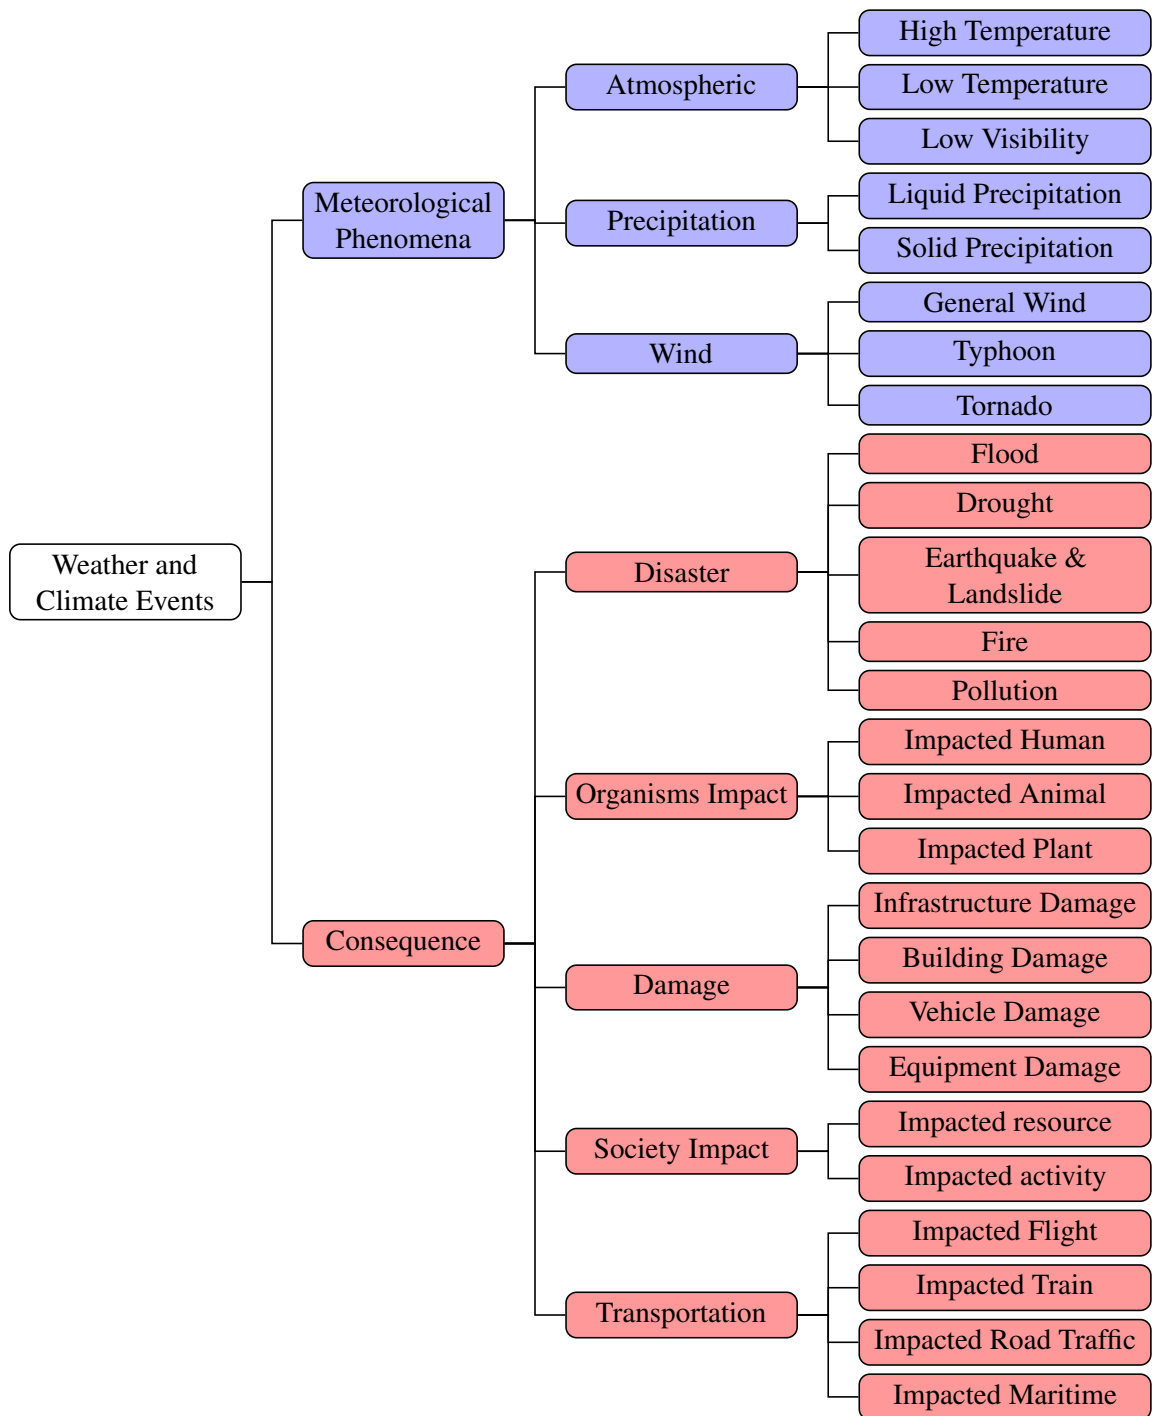 Weather and
Climate Events
Meteorological
Phenomena
Atmospheric
High Temperature
Low Temperature
Low Visibility
Precipitation
Liquid Precipitation
Solid Precipitation
Wind
General Wind
Typhoon
Tornado
Consequence
Disaster
Flood
Drought
Earthquake &
Landslide
Fire
Pollution
Organisms Impact
Impacted Human
Impacted Animal
Impacted Plant
Damage
Infrastructure Damage
Building Damage
Vehicle Damage
Equipment Damage
Society Impact
Impacted resource
Impacted activity
Transportation
Impacted Flight
Impacted Train
Impacted Road Traffic
Impacted Maritime